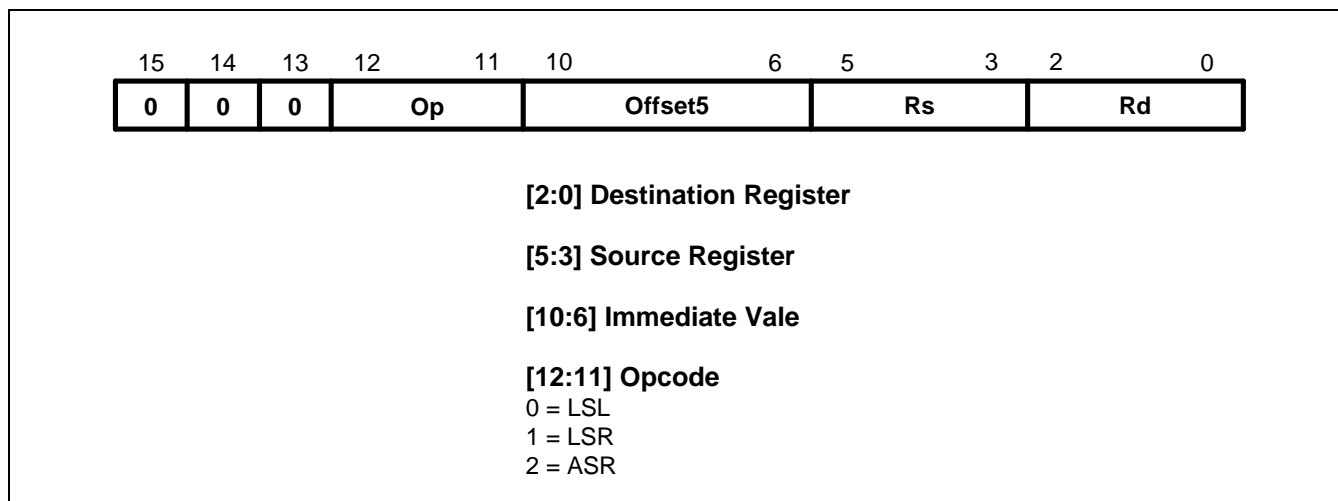 15 14 13 12 11 10 6 5 3 2 0
0 0 0 Op Offset5 Rs Rd
[2:0] Destination Register
[5:3] Source Register
[10:6] Immediate Vale
[12:11] Opcode
0 = LSL
1 = LSR
2 = ASR